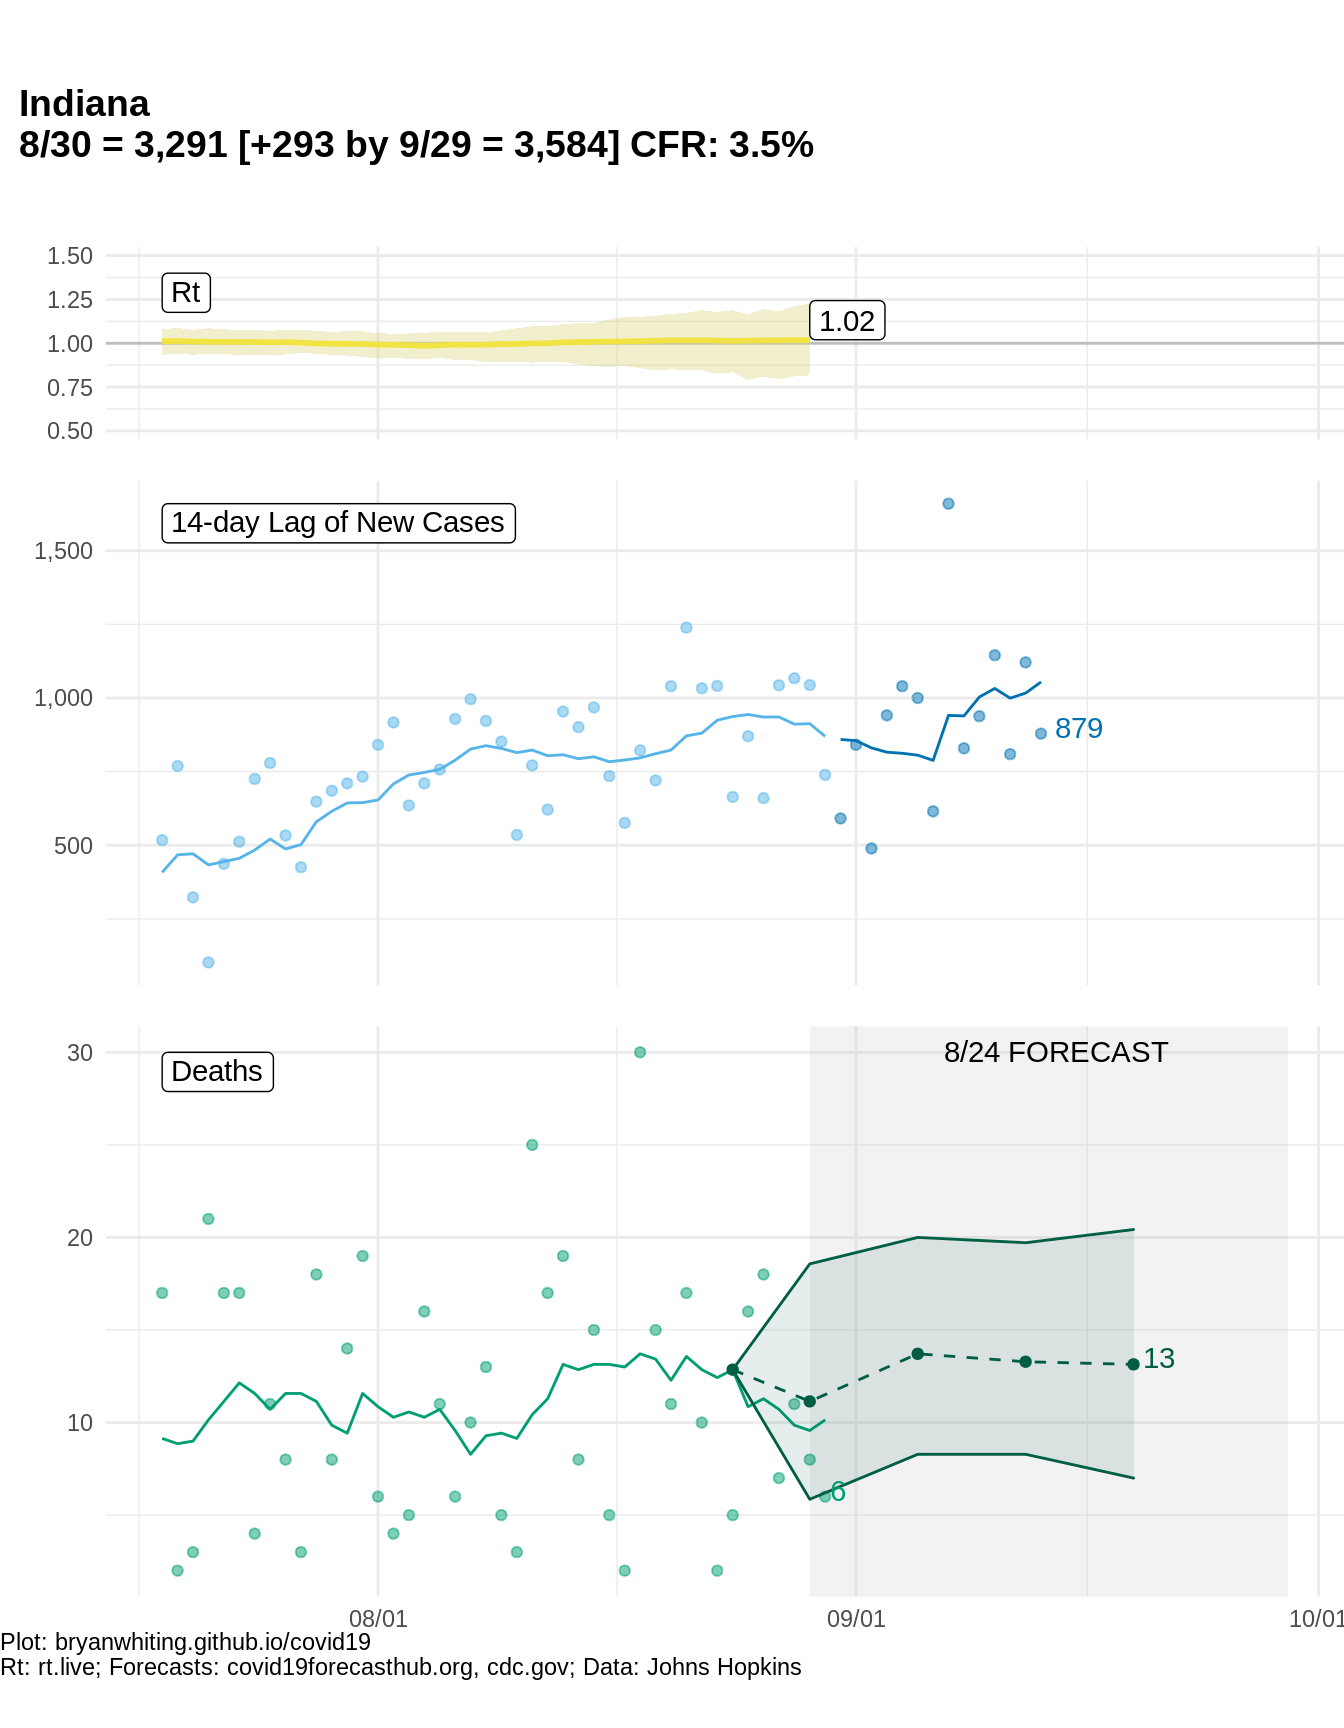 Indiana
8/30 = 3,291 [+293 by 9/29 = 3,584] CFR: 3.5%
1.50
Rt
1.25
1.02
1.00
0.75
0.50
14-day Lag of New Cases
1,500
1,000
879
500
30
8/24 FORECAST
Deaths
20
13
10
6
08/01
09/01
10/01
Plot: bryanwhiting.github.io/covid19
Rt: rt.live; Forecasts: covid19forecasthub.org, cdc.gov; Data: Johns Hopkins